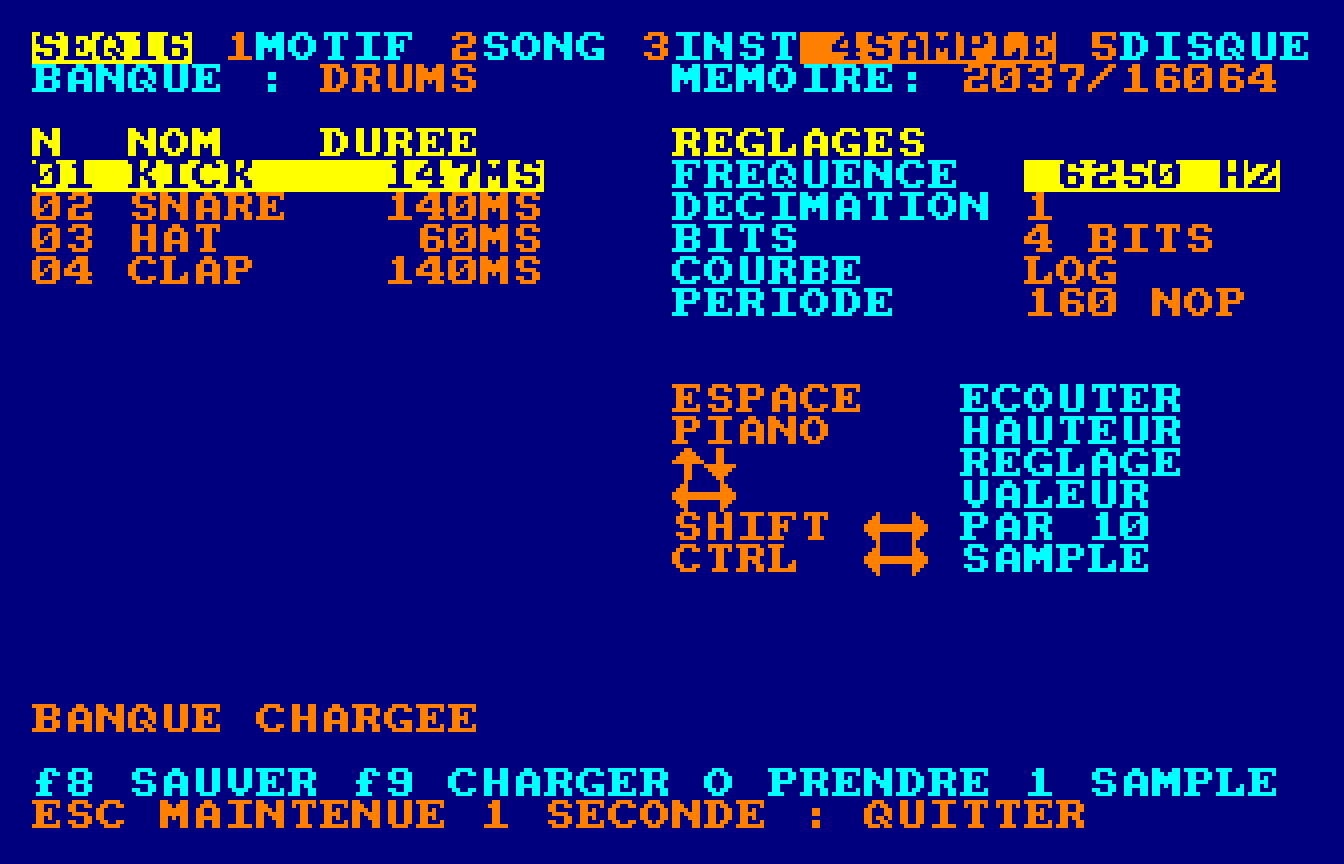 SEQ16 1MOTIF 2SONG 3INST 4SAMPLE 5DISQUE
BANQUE : DRUMS MEMOIRE: 2037/16064
N NOM DUREE REGLAGES
01 KICK 147MS FREQUENCE 6250 HZ
02 SNARE 140MS DECIMATION 1
03 HAT 60MS BITS 4 BITS
04 CLAP 140MS COURBE LOG
PERIODE 160 NOP
ESPACE ECOUTER
PIANO HAUTEUR
↑↓ REGLAGE
↔ VALEUR
SHIFT ↔ PAR 10
CTRL ↔ SAMPLE
BANQUE CHARGEE
f8 SAUVER f9 CHARGER O PRENDRE 1 SAMPLE
ESC MAINTENUE 1 SECONDE : QUITTER